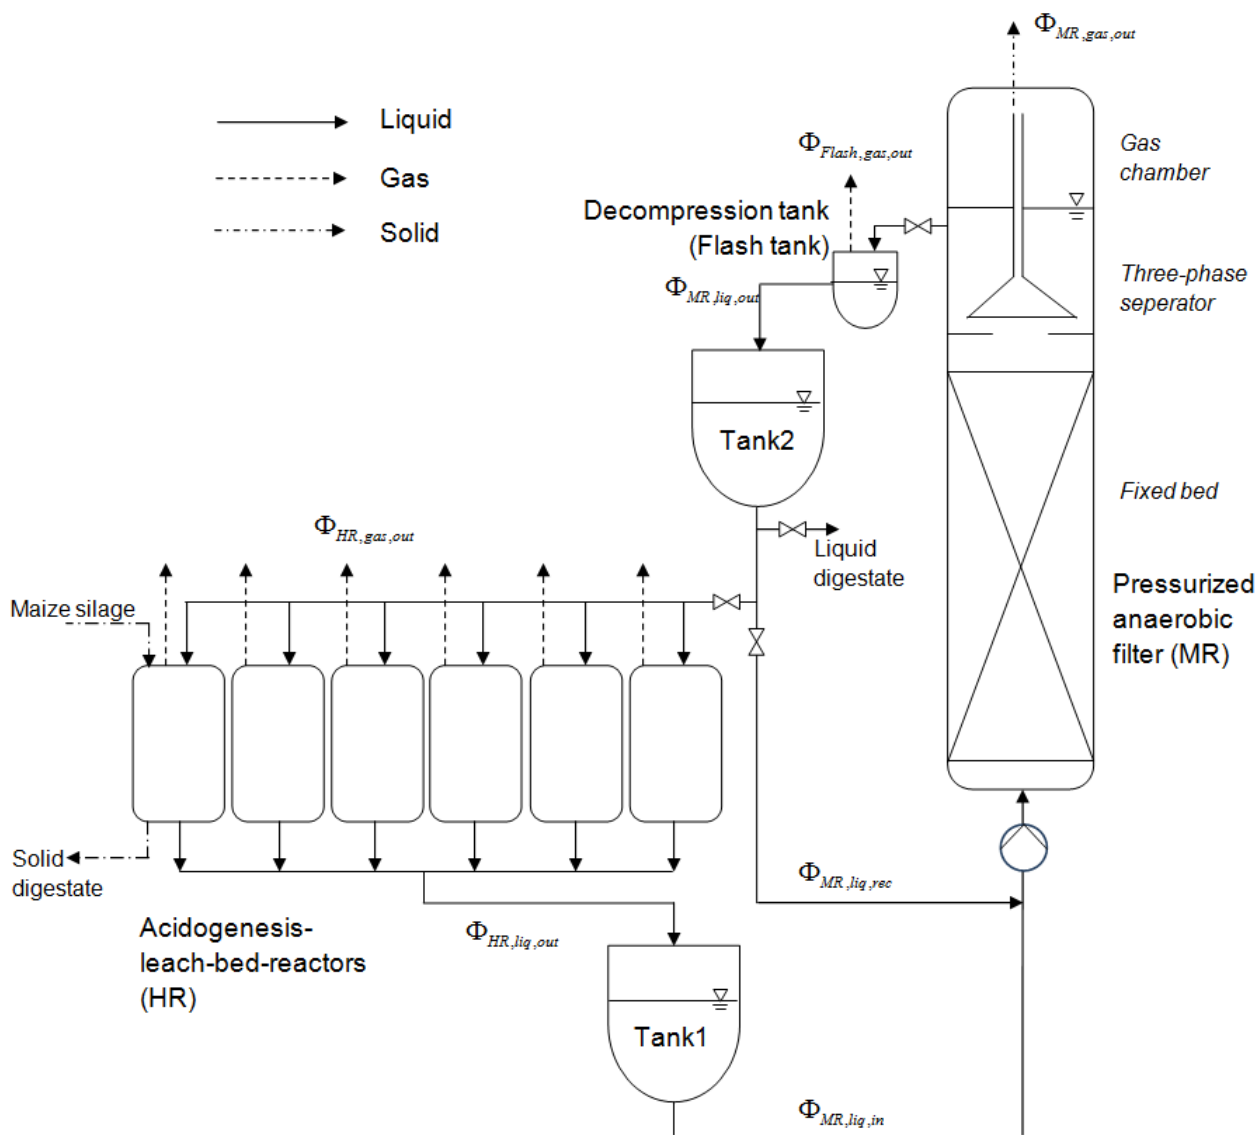 Φ_MR,gas,out
Liquid
Gas
Solid
Φ_Flash,gas,out
Gas
chamber
Decompression tank
(Flash tank)
Φ_MR,liq,out
Three-phase
seperator
Tank2
Fixed bed
Φ_HR,gas,out
Liquid
digestate
Maize silage
Pressurized
anaerobic
filter (MR)
Solid
digestate
Φ_MR,liq,rec
Acidogenesis-
leach-bed-reactors
(HR)
Φ_HR,liq,out
Tank1
Φ_MR,liq,in